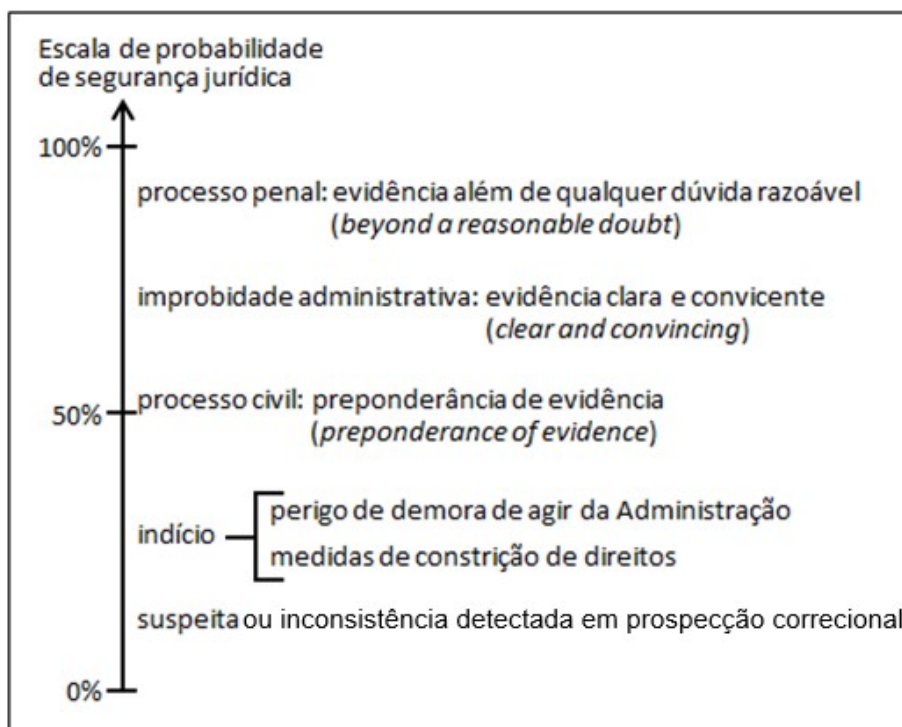 Escala de probabilidade
de segurança jurídica
100%
processo penal: evidência além de qualquer dúvida razoável
(beyond a reasonable doubt)
improbidade administrativa: evidência clara e convicente
(clear and convincing)
50%
processo civil: preponderância de evidência
(preponderance of evidence)
perigo de demora de agir da Administração
indício
medidas de constrição de direitos
suspeita ou inconsistência detectada em prospecção correcional
0%